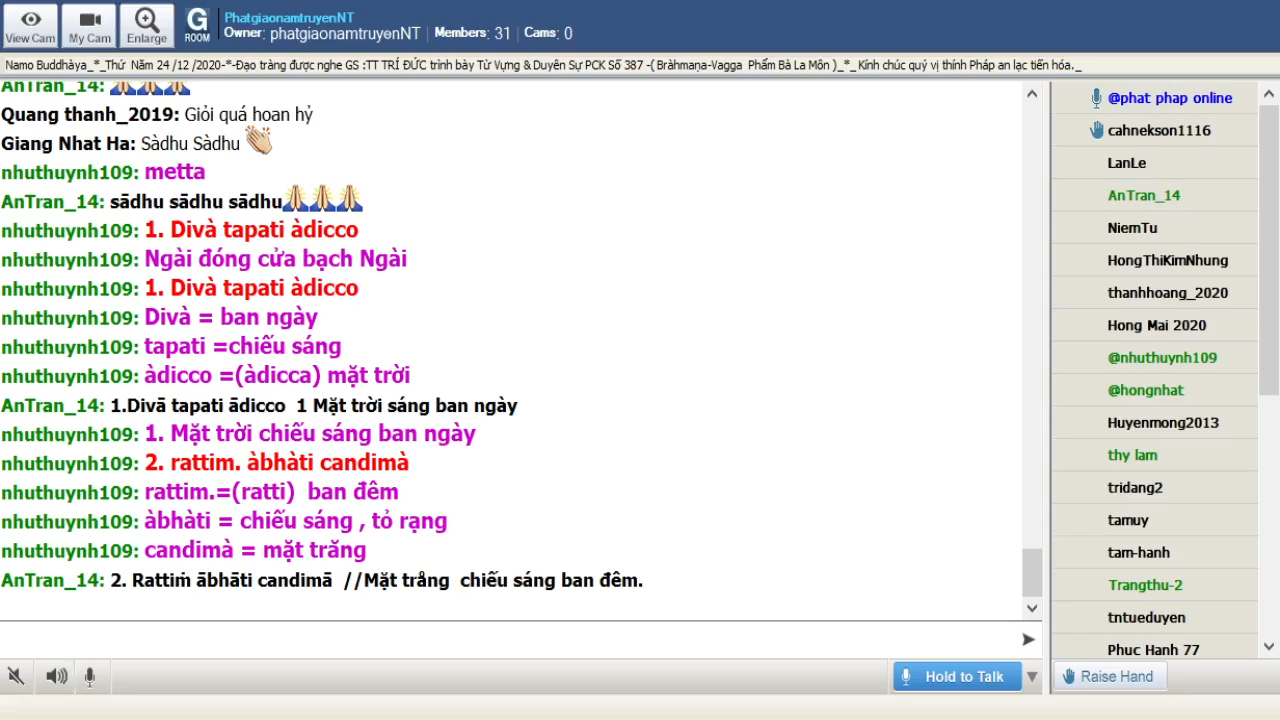 View Cam
My Cam
Enlarge
G
ROOM
PhatgiaonamtruyenNT
Owner: phatgiaonamtruyenNT | Members: 31 | Cams: 0
Namo Buddhàya_*_Thứ Năm 24 /12 /2020-*-Đạo tràng được nghe GS :TT TRÍ ĐỨC trình bày Từ Vựng & Duyên Sự PCK Số 387 -( Bràhmaṇa-Vagga Phẩm Bà La Môn )_*_ Kính chúc quý vị thính Pháp an lạc tiến hóa._
AnTran_14:
Quang thanh_2019: Giỏi quá hoan hỷ
Giang Nhat Ha: Sàdhu Sàdhu
nhuthuynh109: metta
AnTran_14: sādhu sādhu sādhu
nhuthuynh109: 1. Divà tapati àdicco
nhuthuynh109: Ngài đóng cửa bạch Ngài
nhuthuynh109: 1. Divà tapati àdicco
nhuthuynh109: Divà = ban ngày
nhuthuynh109: tapati =chiếu sáng
nhuthuynh109: àdicco =(àdicca) mặt trời
AnTran_14: 1.Divā tapati ādicco 1 Mặt trời sáng ban ngày
nhuthuynh109: 1. Mặt trời chiếu sáng ban ngày
nhuthuynh109: 2. rattim. àbhàti candimà
nhuthuynh109: rattim.=(ratti) ban đêm
nhuthuynh109: àbhàti = chiếu sáng , tỏ rạng
nhuthuynh109: candimà = mặt trăng
AnTran_14: 2. Rattiṁ ābhāti candimā //Mặt trẳng chiếu sáng ban đêm.
@phat phap online
cahnekson1116
LanLe
AnTran_14
NiemTu
HongThiKimNhung
thanhhoang_2020
Hong Mai 2020
@nhuthuynh109
@hongnhat
Huyenmong2013
thy lam
tridang2
tamuy
tam-hanh
Trangthu-2
tntueduyen
Phuc Hanh 77
Hold to Talk
Raise Hand